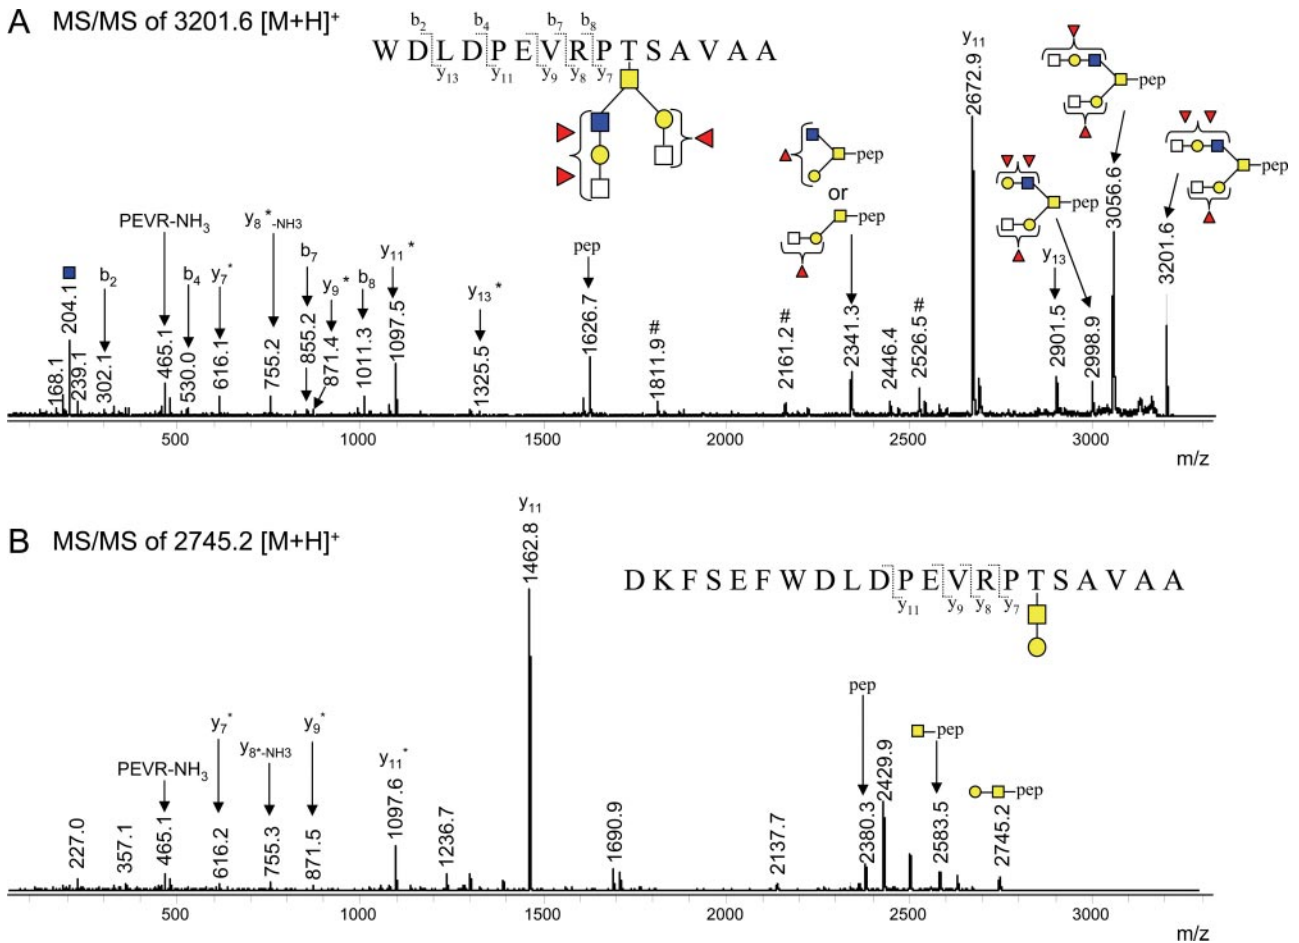 A MS/MS of 3201.6 [M+H]+
b2 b4 b7 b8
W D L D P E V R P T S A V A A
y13 y11 y9 y8 y7
pep
or
pep
pep
pep
pep
168.1
204.1
239.1
b2
302.1
PEVR-NH3
465.1
b4
530.0
y7*
616.1
y8*-NH3
755.2
b7
855.2
y9*
871.4
b8
1011.3
y11*
1097.5
y13*
1325.5
pep
1626.7
1811.9 #
2161.2 #
2341.3
2446.4
2526.5 #
y11
2672.9
y13
2901.5
2998.9
3056.6
3201.6
500 1000 1500 2000 2500 3000
m/z
B MS/MS of 2745.2 [M+H]+
D K F S E F W D L D P E V R P T S A V A A
y11 y9 y8 y7
227.0
357.1
PEVR-NH3
465.1
y7*
616.2
y8*-NH3
755.3
y9*
871.5
y11*
1097.6
1236.7
y11
1462.8
1690.9
2137.7
pep
2380.3
2429.9
pep
2583.5
pep
2745.2
500 1000 1500 2000 2500 3000
m/z